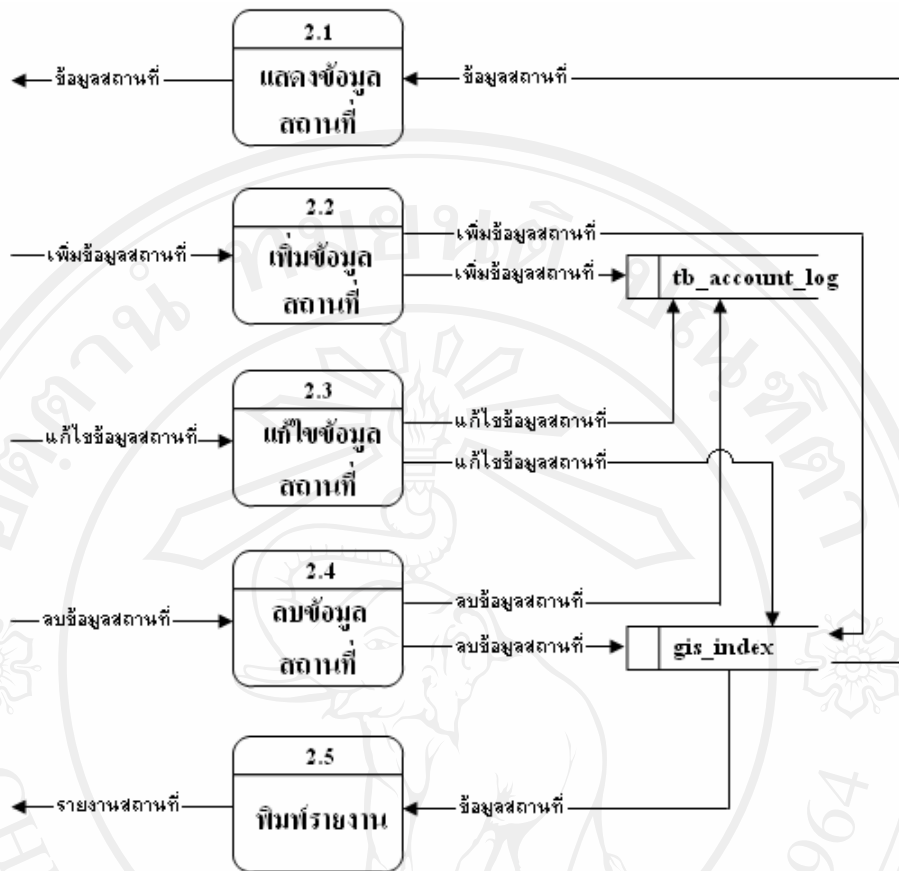 2.1
ข้อมูลสถานที่
แสดงข้อมูล
สถานที่
ข้อมูลสถานที่
2.2
เพิ่มข้อมูลสถานที่
เพิ่มข้อมูล
สถานที่
เพิ่มข้อมูลสถานที่
เพิ่มข้อมูลสถานที่
tb_account_log
2.3
แก้ไขข้อมูลสถานที่
แก้ไขข้อมูล
สถานที่
แก้ไขข้อมูลสถานที่
แก้ไขข้อมูลสถานที่
2.4
ลบข้อมูลสถานที่
ลบข้อมูล
สถานที่
ลบข้อมูลสถานที่
ลบข้อมูลสถานที่
gis_index
2.5
รายงานสถานที่
พิมพ์รายงาน
ข้อมูลสถานที่
1964